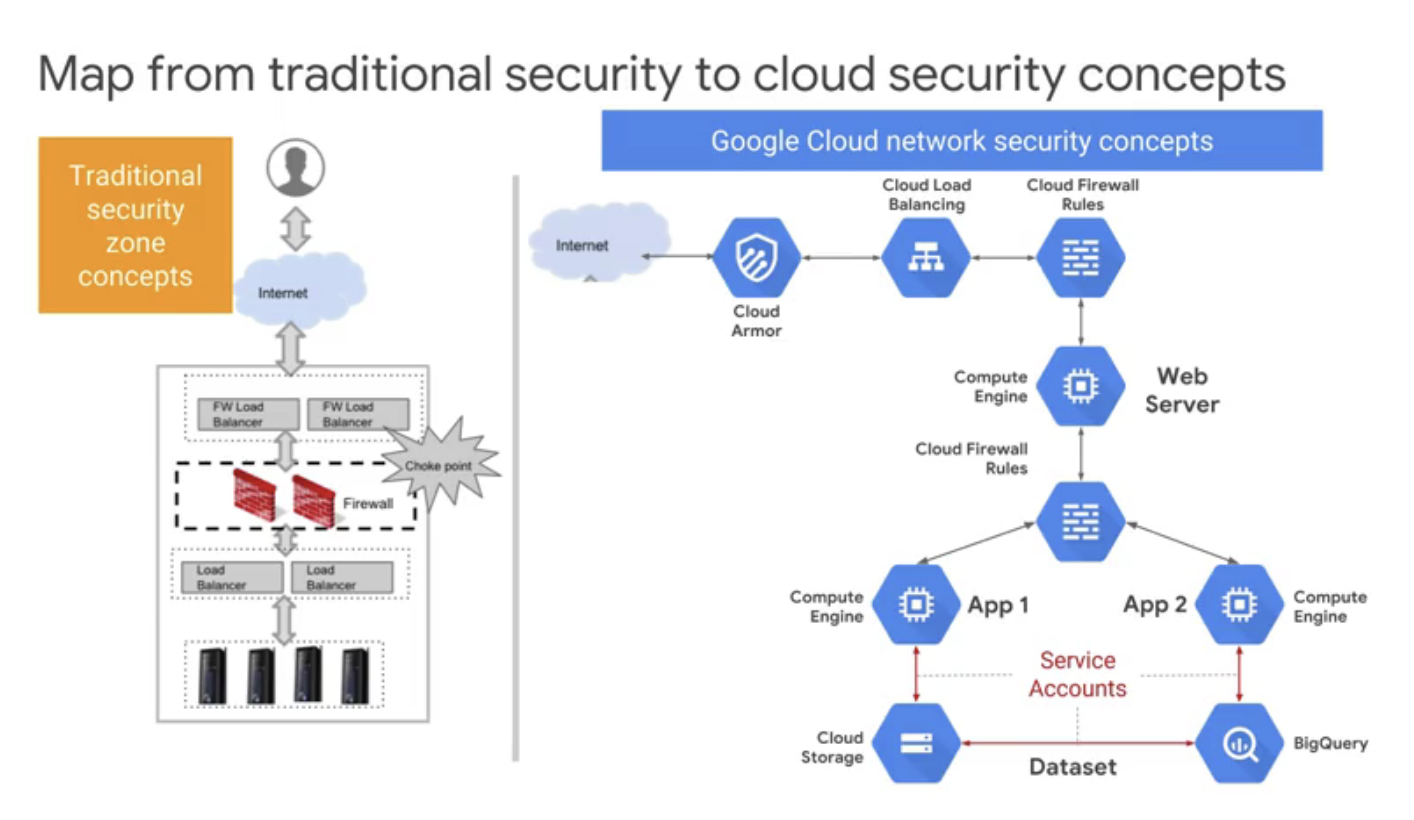 Map from traditional security to cloud security concepts
Traditional
security
zone
concepts
Internet
FW Load
Balancer
FW Load
Balancer
Choke point
Firewall
Load
Balancer
Load
Balancer
Google Cloud network security concepts
Internet
Cloud
Armor
Cloud Load
Balancing
Cloud Firewall
Rules
Compute
Engine
Web
Server
Cloud Firewall
Rules
Compute
Engine
App 1
App 2
Compute
Engine
Service
Accounts
Cloud
Storage
Dataset
BigQuery